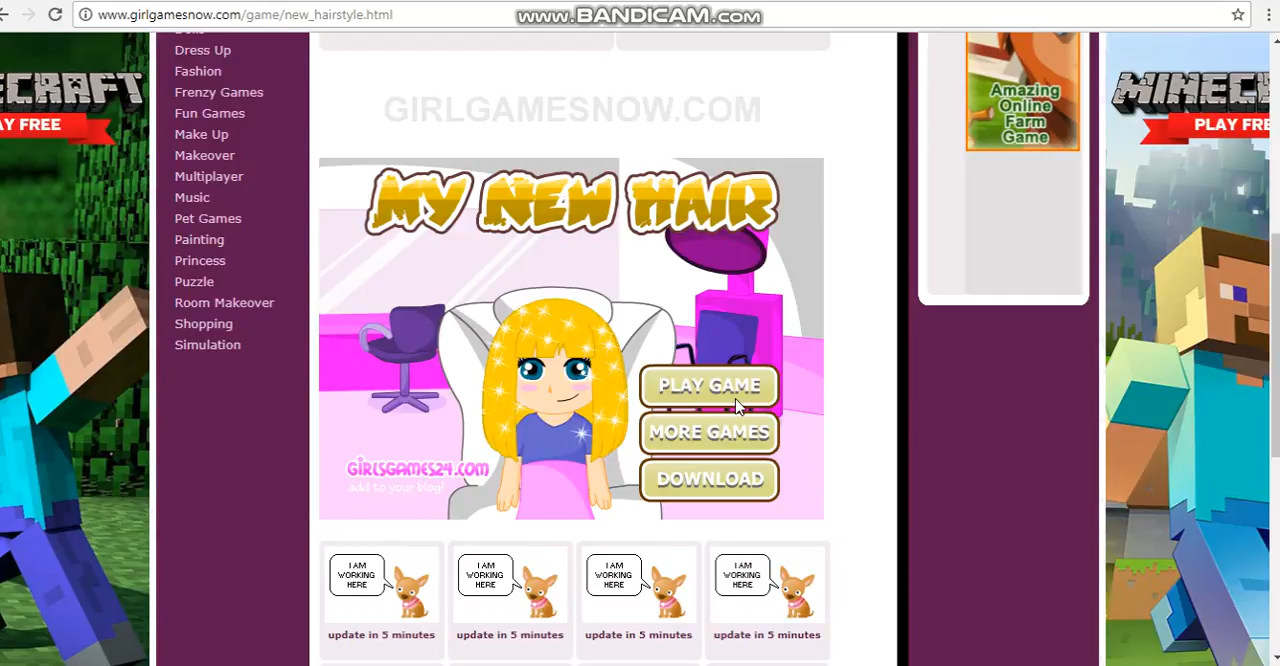 www.girlgamesnow.com/game/new_hairstyle.html
www.BANDICAM.com
Dress Up
Fashion
Frenzy Games
Fun Games
Make Up
Makeover
Multiplayer
Music
Pet Games
Painting
Princess
Puzzle
Room Makeover
Shopping
Simulation
PLAY FREE
GIRLGAMESNOW.COM
MY NEW HAIR
PLAY GAME
MORE GAMES
DOWNLOAD
GIRLSGAMES24.COM
add to your blog!
I AM
WORKING
HERE
update in 5 minutes
I AM
WORKING
HERE
update in 5 minutes
I AM
WORKING
HERE
update in 5 minutes
I AM
WORKING
HERE
update in 5 minutes
Amazing
Online
Farm
Game